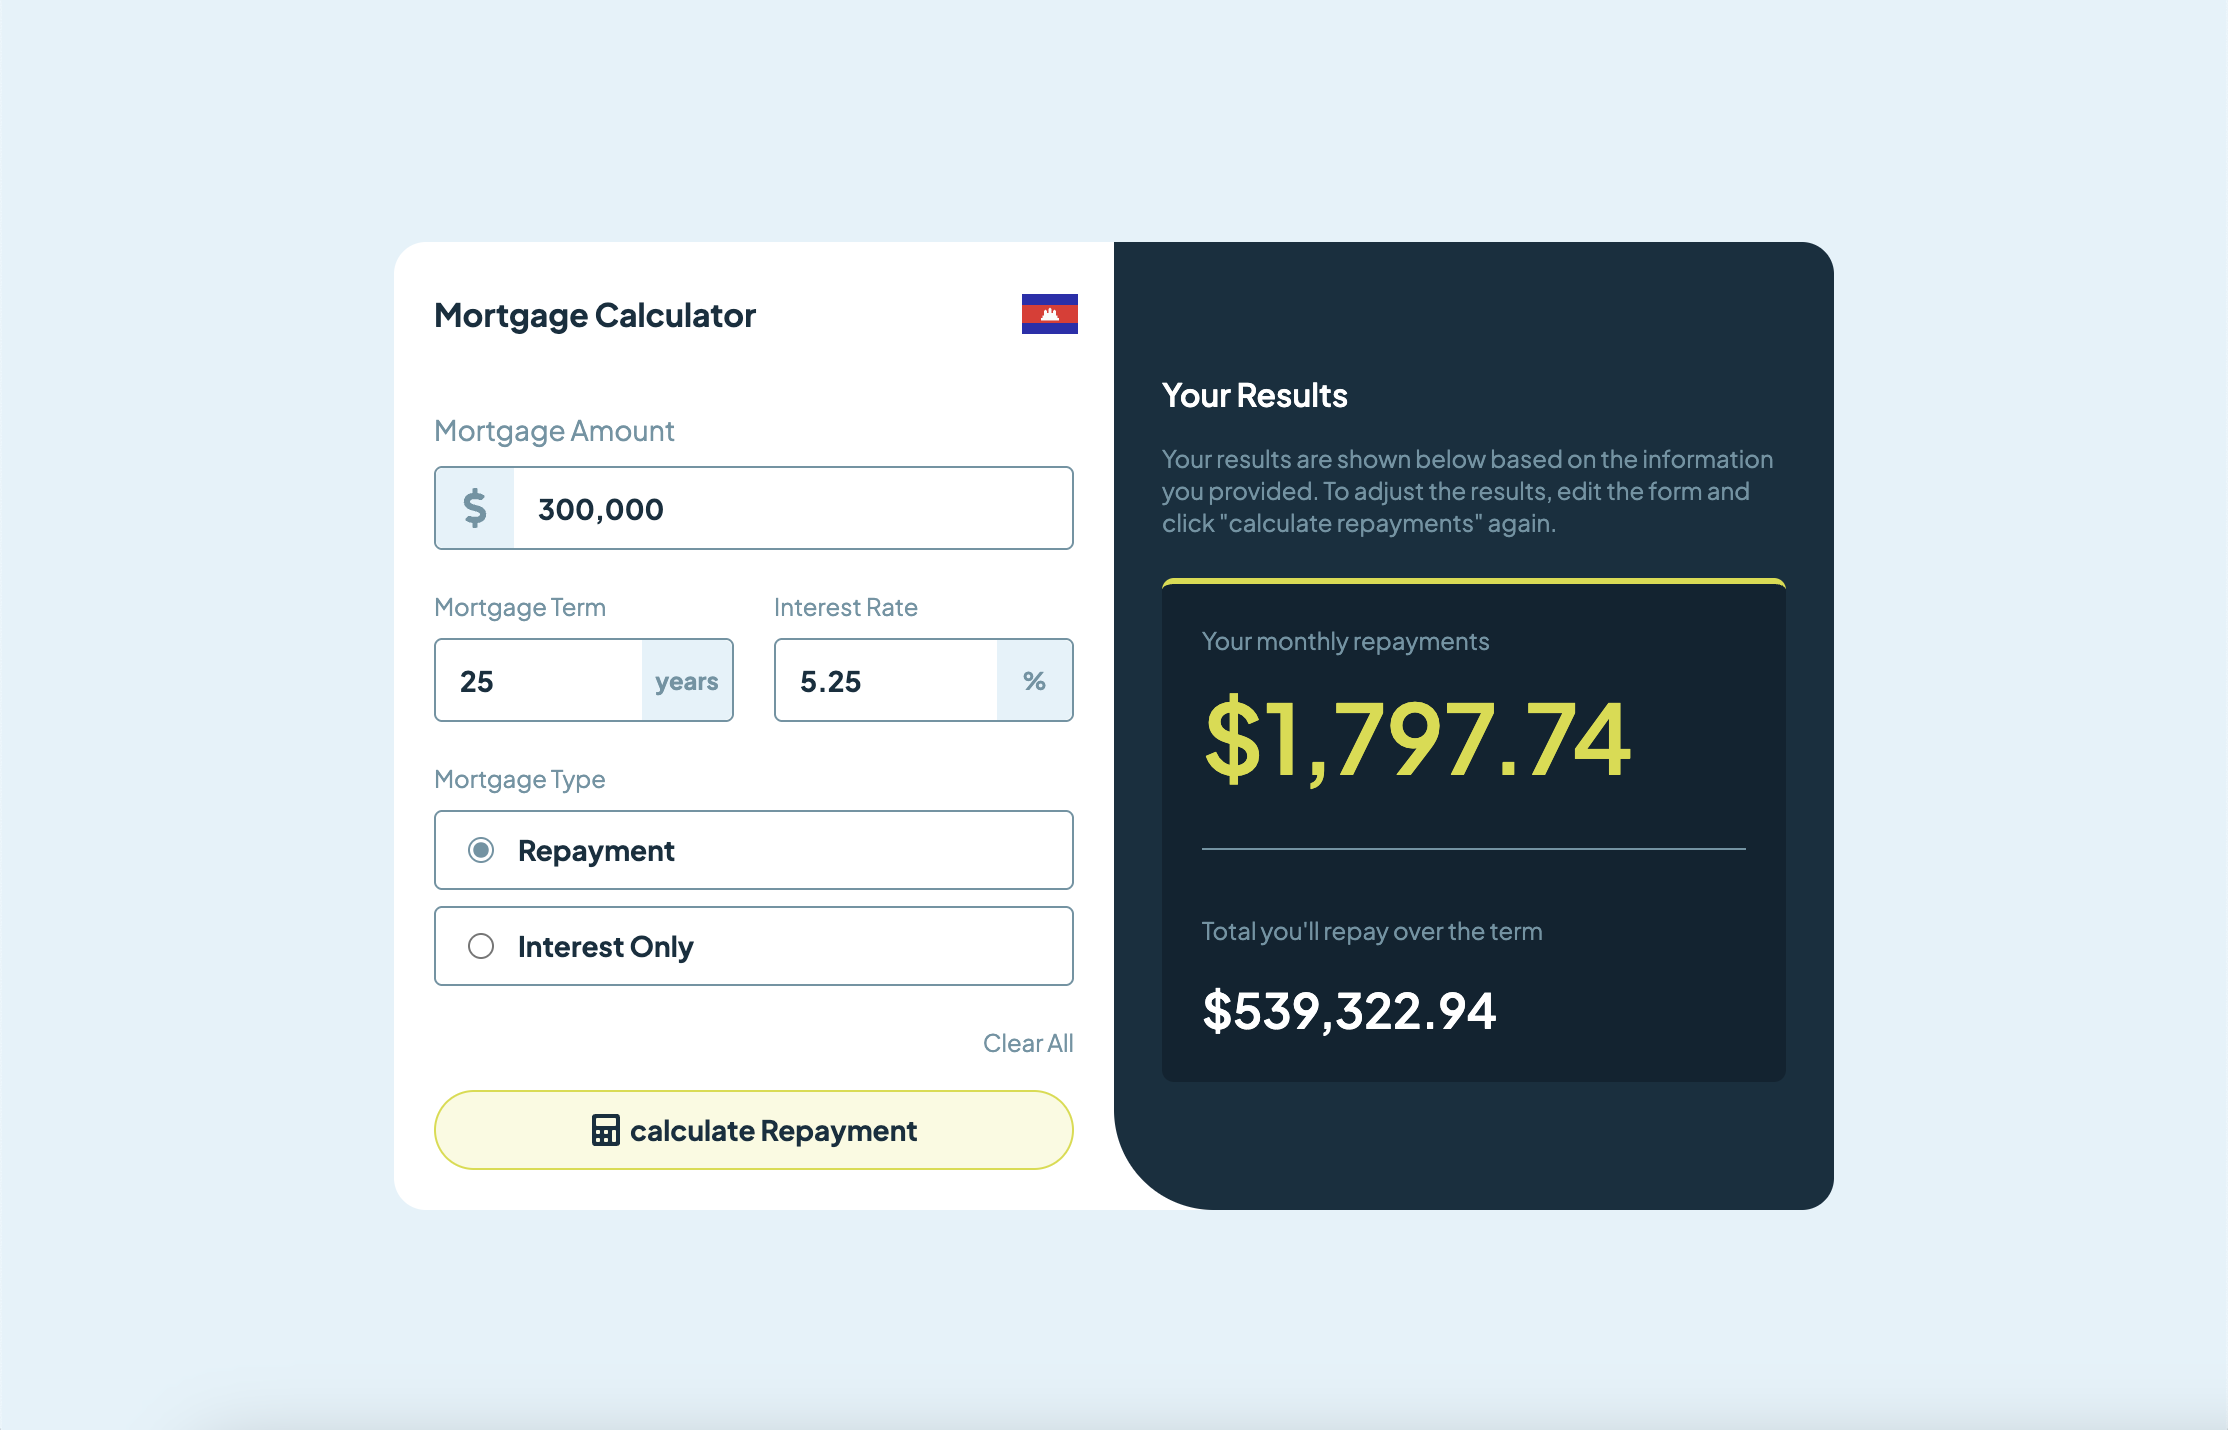 Mortgage Calculator
Mortgage Amount
$ 300,000
Mortgage Term
25 years
Interest Rate
5.25 %
Mortgage Type
Repayment
Interest Only
Clear All
calculate Repayment
Your Results
Your results are shown below based on the information
you provided. To adjust the results, edit the form and
click "calculate repayments" again.
Your monthly repayments
$1,797.74
Total you'll repay over the term
$539,322.94